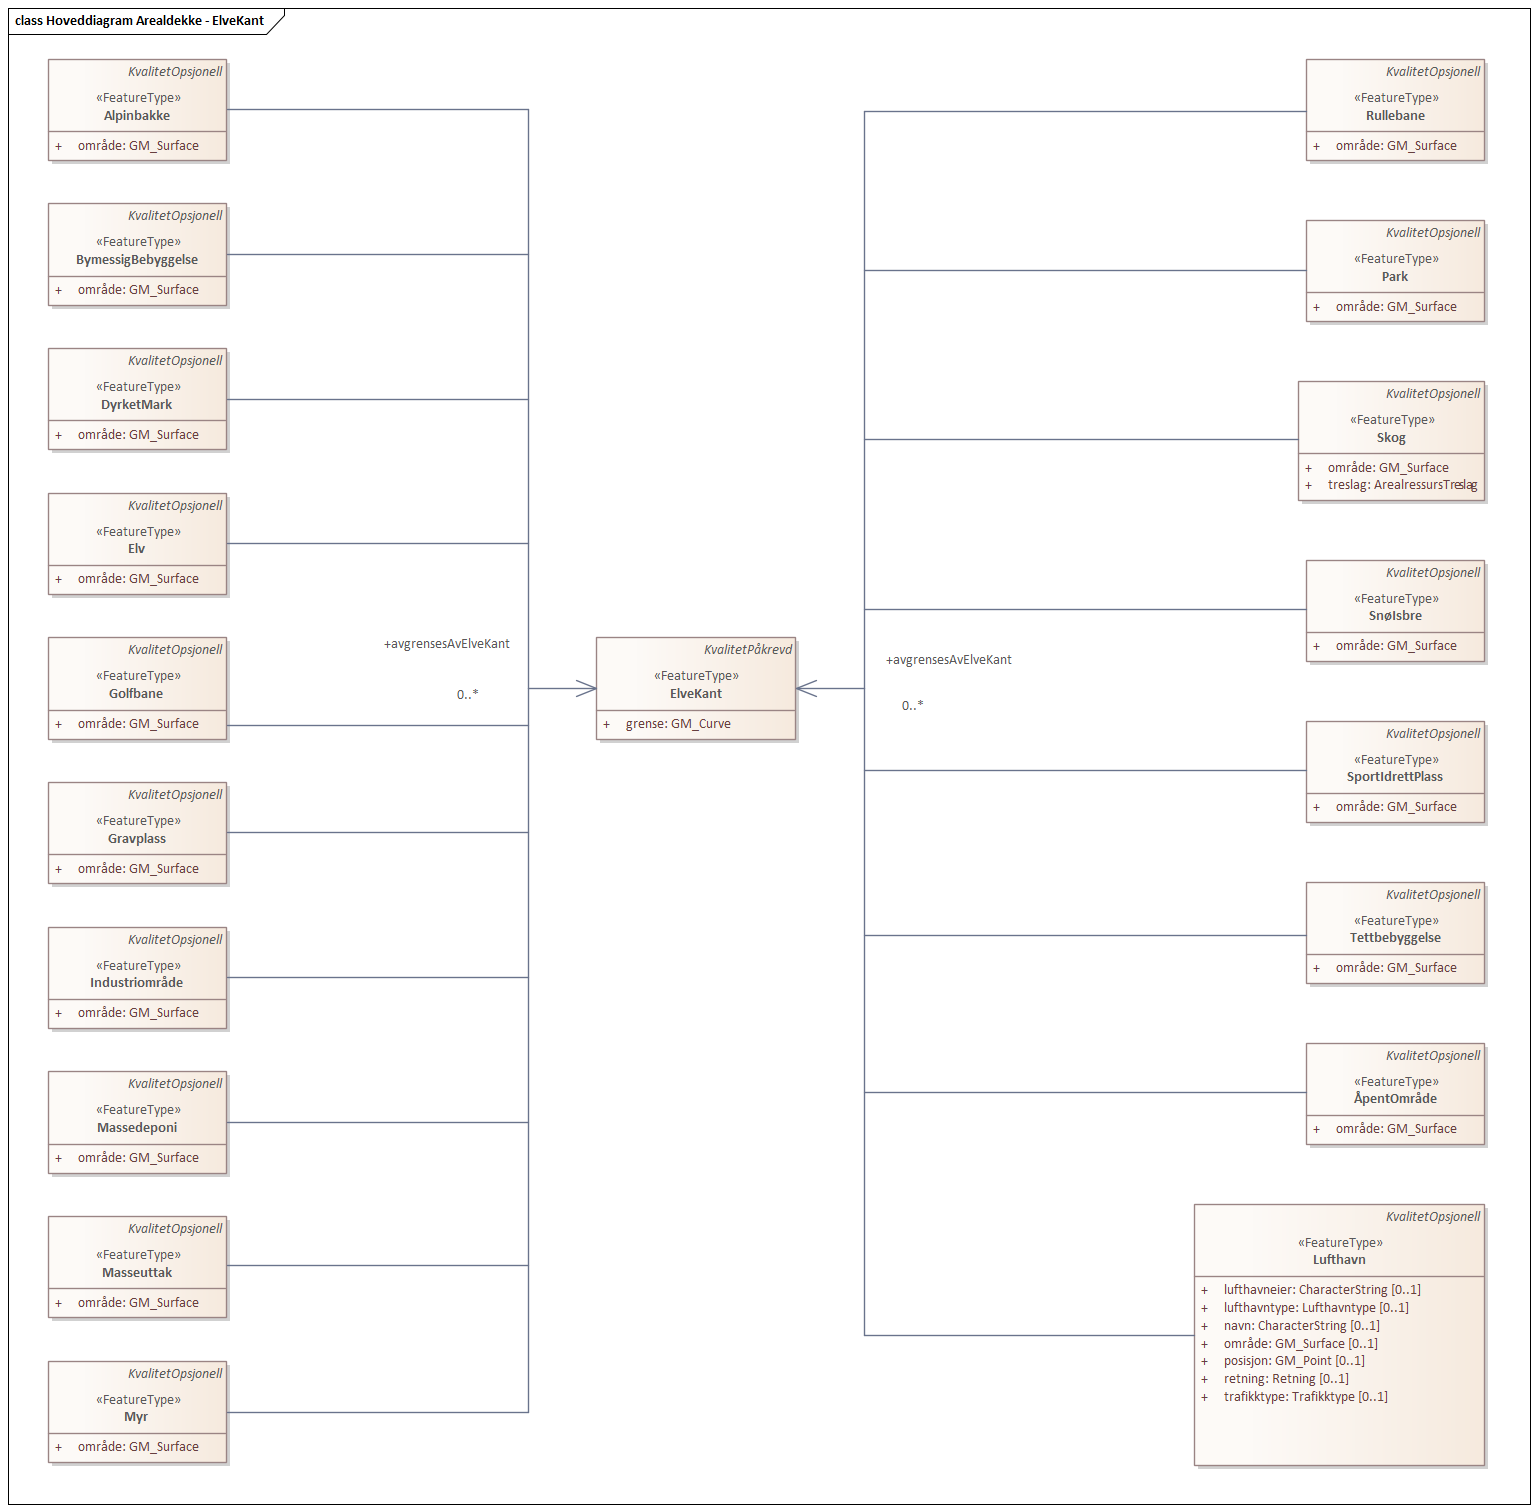 class Hoveddiagram Arealdekke - ElveKant
KvalitetOpsjonell
«FeatureType»
Alpinbakke
+ område: GM_Surface
KvalitetOpsjonell
«FeatureType»
BymessigBebyggelse
+ område: GM_Surface
KvalitetOpsjonell
«FeatureType»
DyrketMark
+ område: GM_Surface
KvalitetOpsjonell
«FeatureType»
Elv
+ område: GM_Surface
KvalitetOpsjonell
«FeatureType»
Golfbane
+ område: GM_Surface
KvalitetOpsjonell
«FeatureType»
Gravplass
+ område: GM_Surface
KvalitetOpsjonell
«FeatureType»
Industriområde
+ område: GM_Surface
KvalitetOpsjonell
«FeatureType»
Massedeponi
+ område: GM_Surface
KvalitetOpsjonell
«FeatureType»
Masseuttak
+ område: GM_Surface
KvalitetOpsjonell
«FeatureType»
Myr
+ område: GM_Surface
+avgrensesAvElveKant
0..*
KvalitetPåkrevd
«FeatureType»
ElveKant
+ grense: GM_Curve
+avgrensesAvElveKant
0..*
KvalitetOpsjonell
«FeatureType»
Rullebane
+ område: GM_Surface
KvalitetOpsjonell
«FeatureType»
Park
+ område: GM_Surface
KvalitetOpsjonell
«FeatureType»
Skog
+ område: GM_Surface
+ treslag: ArealressursTreslag
KvalitetOpsjonell
«FeatureType»
SnøIsbre
+ område: GM_Surface
KvalitetOpsjonell
«FeatureType»
SportIdrettPlass
+ område: GM_Surface
KvalitetOpsjonell
«FeatureType»
Tettbebyggelse
+ område: GM_Surface
KvalitetOpsjonell
«FeatureType»
ÅpentOmråde
+ område: GM_Surface
KvalitetOpsjonell
«FeatureType»
Lufthavn
+ lufthavneier: CharacterString [0..1]
+ lufthavntype: Lufthavntype [0..1]
+ navn: CharacterString [0..1]
+ område: GM_Surface [0..1]
+ posisjon: GM_Point [0..1]
+ retning: Retning [0..1]
+ trafikktype: Trafikktype [0..1]